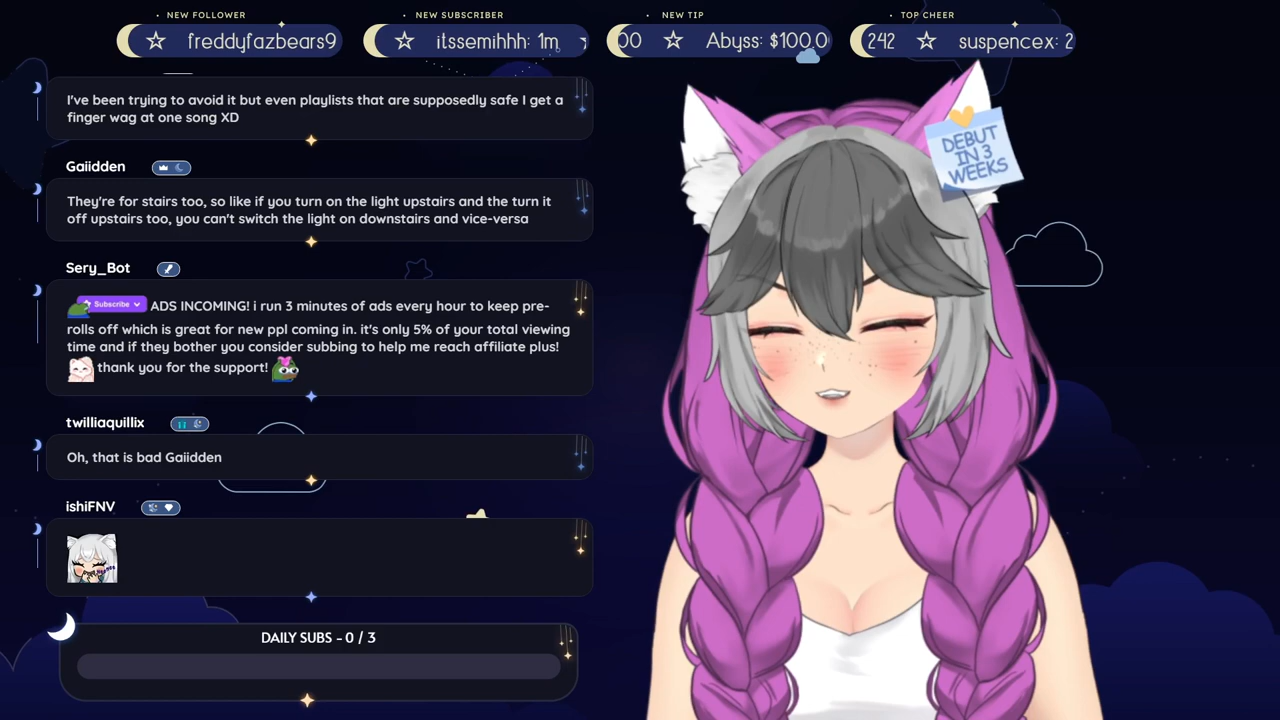 NEW FOLLOWER
NEW SUBSCRIBER
NEW TIP
TOP CHEER
freddyfazbears9
itssemihhh: 1m
00
Abyss: $100.0
242
suspencex: 2
I've been trying to avoid it but even playlists that are supposedly safe I get a
finger wag at one song XD
Gaiidden
They're for stairs too, so like if you turn on the light upstairs and the turn it
off upstairs too, you can't switch the light on downstairs and vice-versa
Sery_Bot
Subscribe ADS INCOMING! i run 3 minutes of ads every hour to keep pre-
rolls off which is great for new ppl coming in. it's only 5% of your total viewing
time and if they bother you consider subbing to help me reach affiliate plus!
thank you for the support!
twilliaquillix
Oh, that is bad Gaiidden
ishiFNV
DAILY SUBS - 0 / 3
DEBUT
IN 3
WEEKS